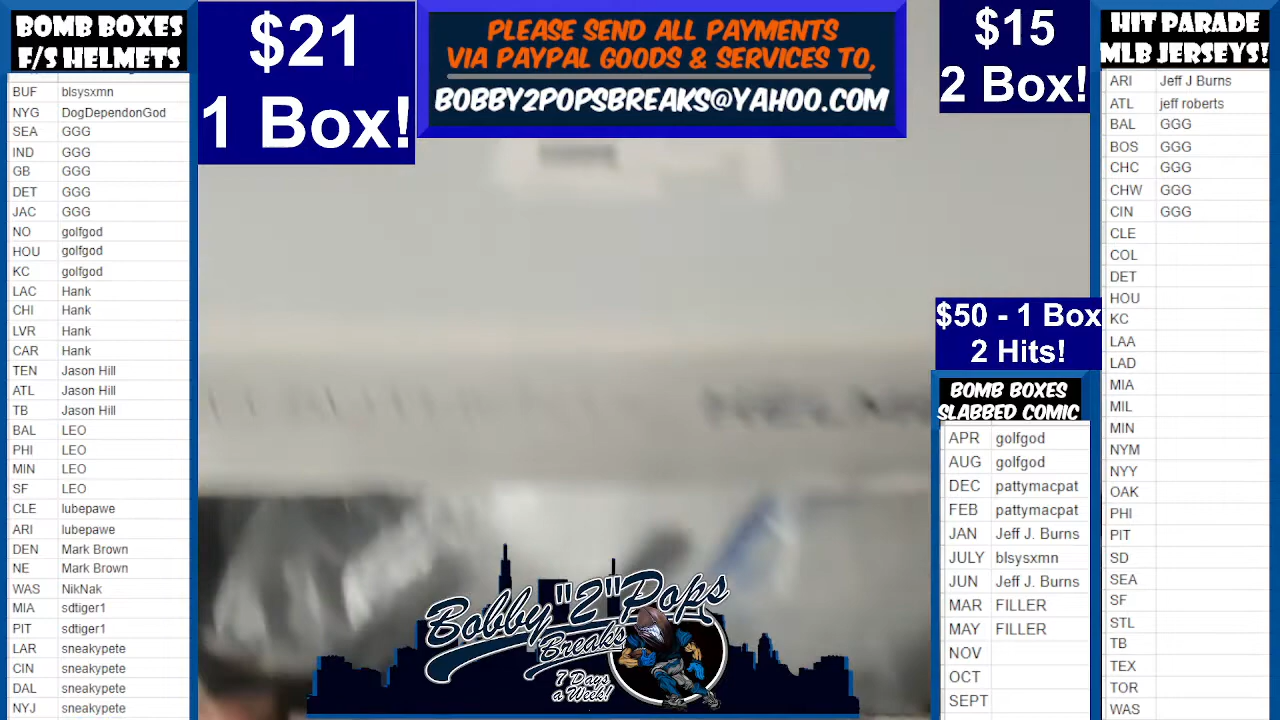 BOMB BOXES
F/S HELMETS
BUF blsysxmn
NYG DogDependonGod
SEA GGG
IND GGG
GB GGG
DET GGG
JAC GGG
NO golfgod
HOU golfgod
KC golfgod
LAC Hank
CHI Hank
LVR Hank
CAR Hank
TEN Jason Hill
ATL Jason Hill
TB Jason Hill
BAL LEO
PHI LEO
MIN LEO
SF LEO
CLE lubepawe
ARI lubepawe
DEN Mark Brown
NE Mark Brown
WAS NikNak
MIA sdtiger1
PIT sdtiger1
LAR sneakypete
CIN sneakypete
DAL sneakypete
NYJ sneakypete
$21
1 Box!
PLEASE SEND ALL PAYMENTS
VIA PAYPAL GOODS & SERVICES TO,
BOBBY2POPSBREAKS@YAHOO.COM
$15
2 Box!
$50 - 1 Box
2 Hits!
BOMB BOXES
SLABBED COMIC
APR golfgod
AUG golfgod
DEC pattymacpat
FEB pattymacpat
JAN Jeff J. Burns
JULY blsysxmn
JUN Jeff J. Burns
MAR FILLER
MAY FILLER
NOV
OCT
SEPT
HIT PARADE
MLB JERSEYS!
ARI Jeff J Burns
ATL jeff roberts
BAL GGG
BOS GGG
CHC GGG
CHW GGG
CIN GGG
CLE
COL
DET
HOU
KC
LAA
LAD
MIA
MIL
MIN
NYM
NYY
OAK
PHI
PIT
SD
SEA
SF
STL
TB
TEX
TOR
WAS
Bobby "2" Pops
Breaks
7 Days
a Week!